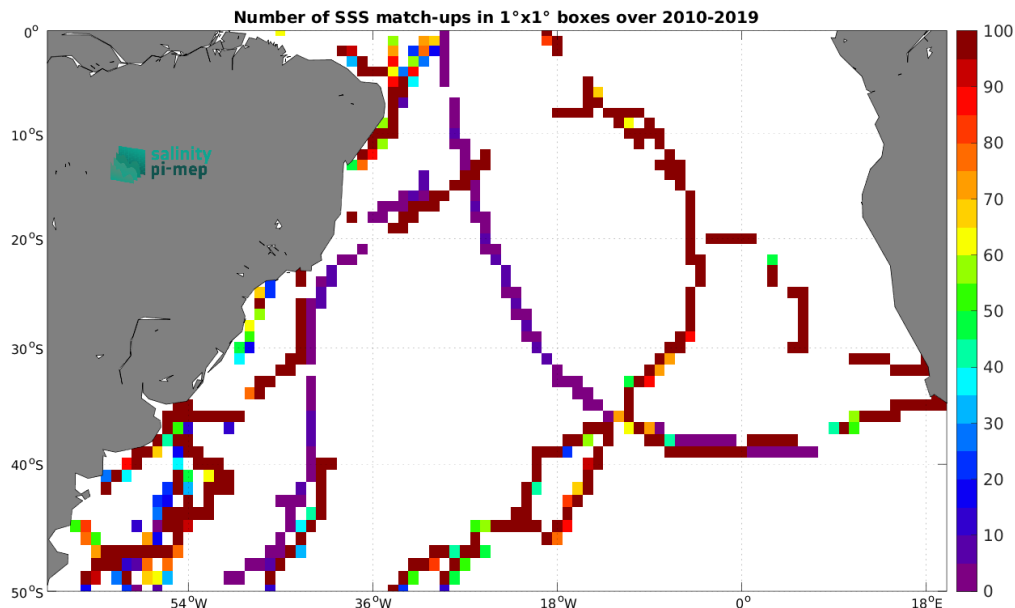 Number of SSS match-ups in 1°x1° boxes over 2010-2019
0°
10°S
20°S
30°S
40°S
50°S
54°W
36°W
18°W
0°
18°E
salinity
pi-mep
100
90
80
70
60
50
40
30
20
10
0